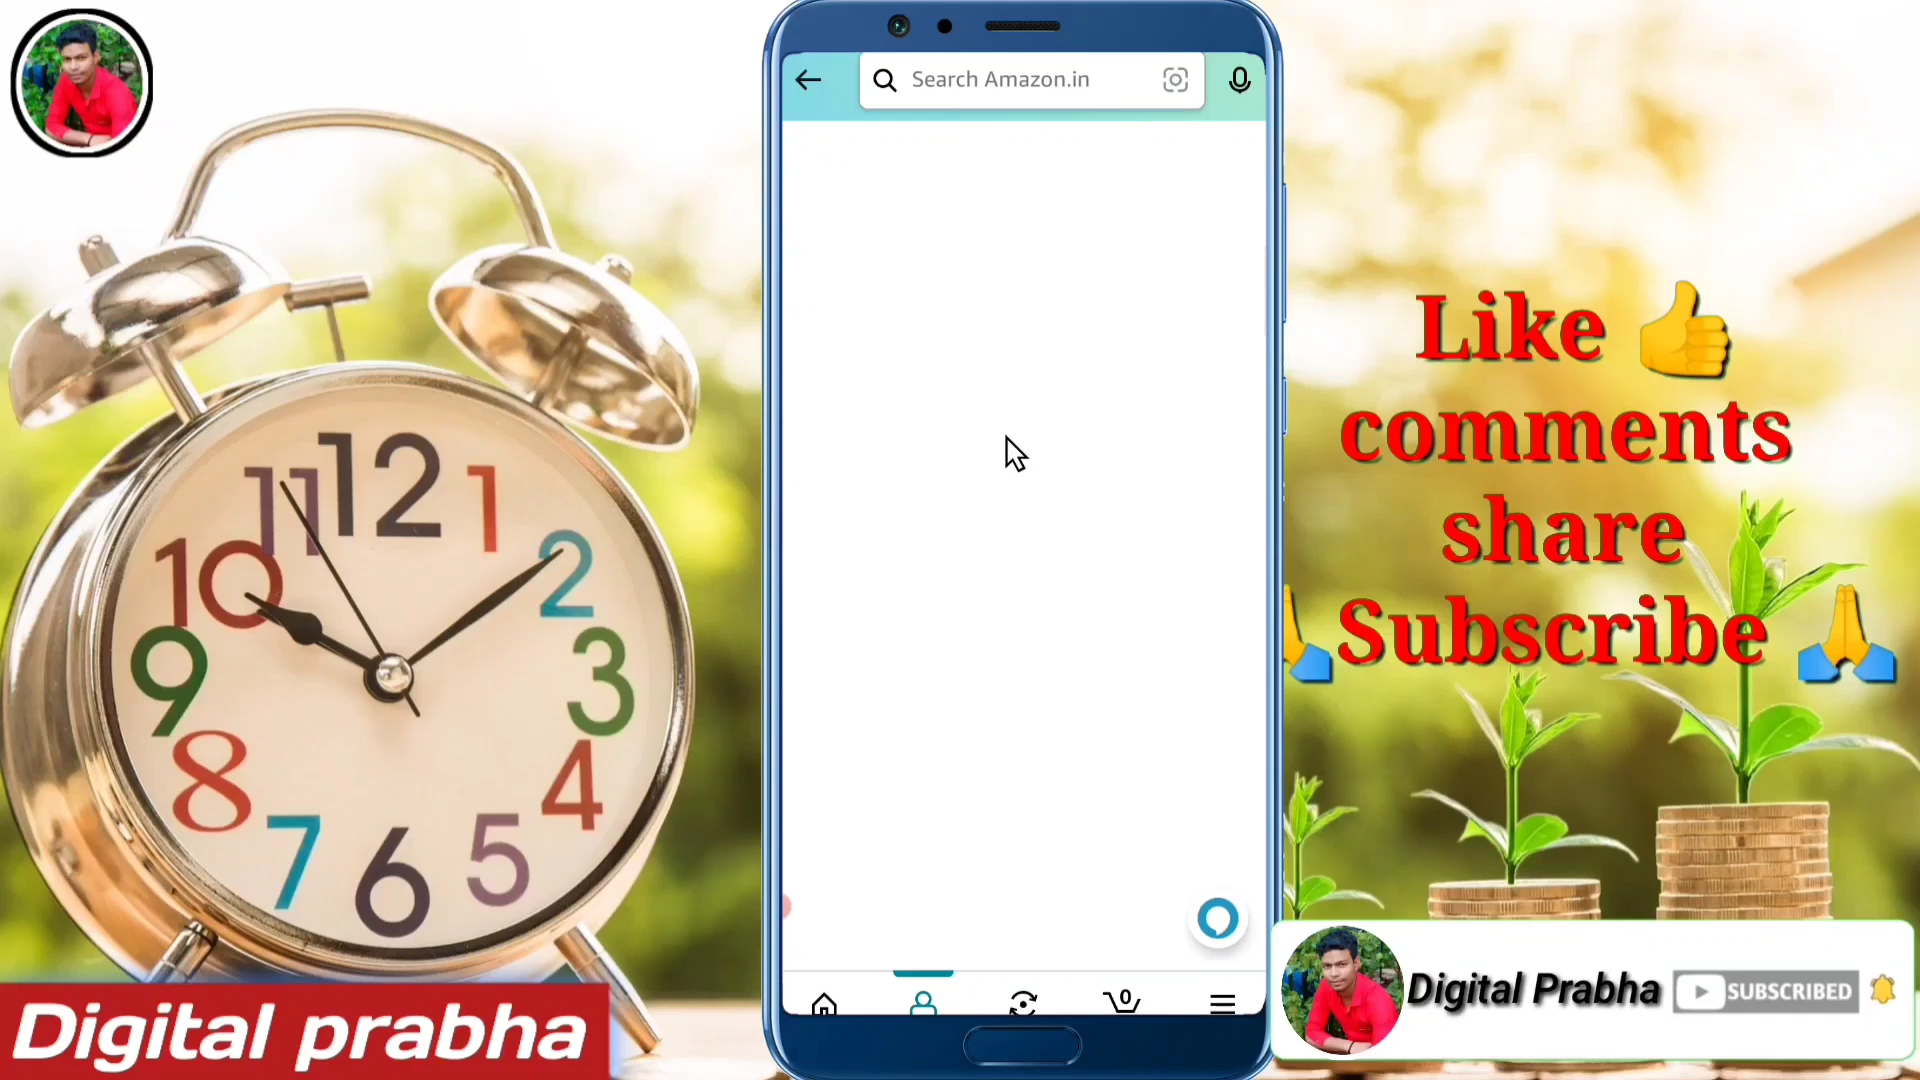 Search Amazon.in
12
1
2
3
4
5
6
7
8
9
10
11
Like 👍
comments
share
🙏Subscribe 🙏
0
Digital Prabha
SUBSCRIBED
Digital prabha